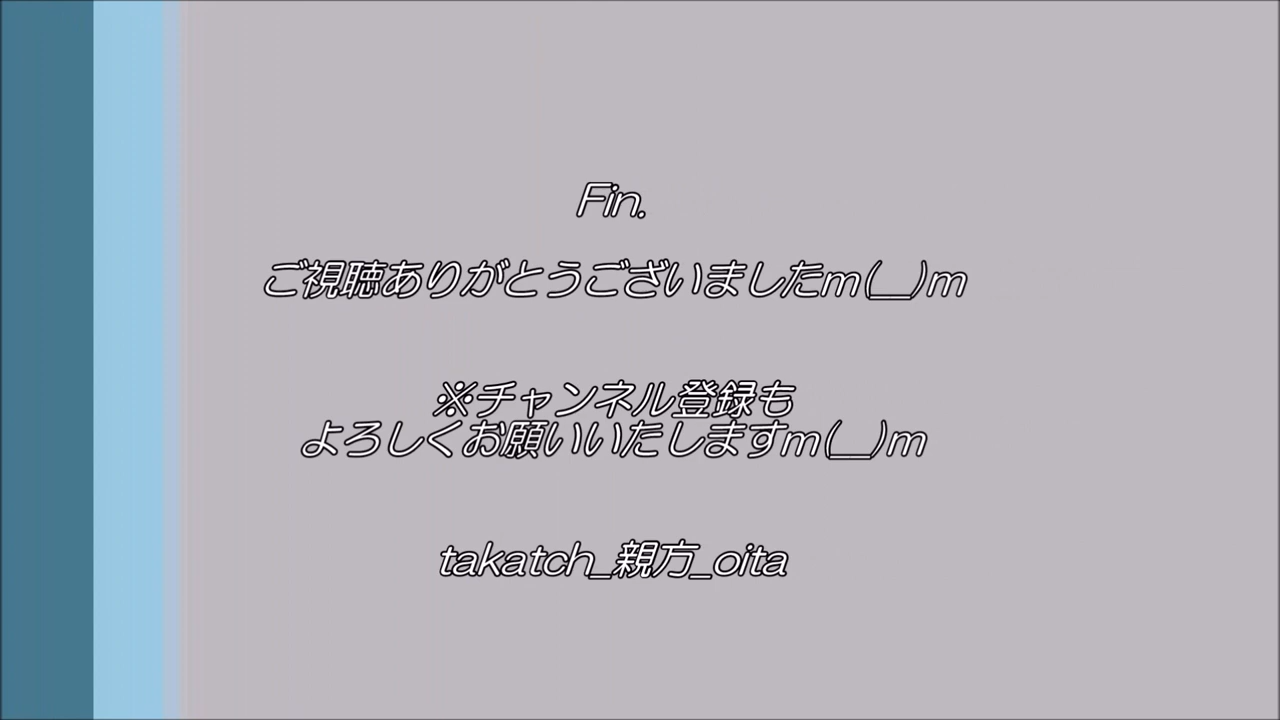 Fin.
ご視聴ありがとうございましたm(__)m
※チャンネル登録も
よろしくお願いいたしますm(__)m
takatch_親方_oita